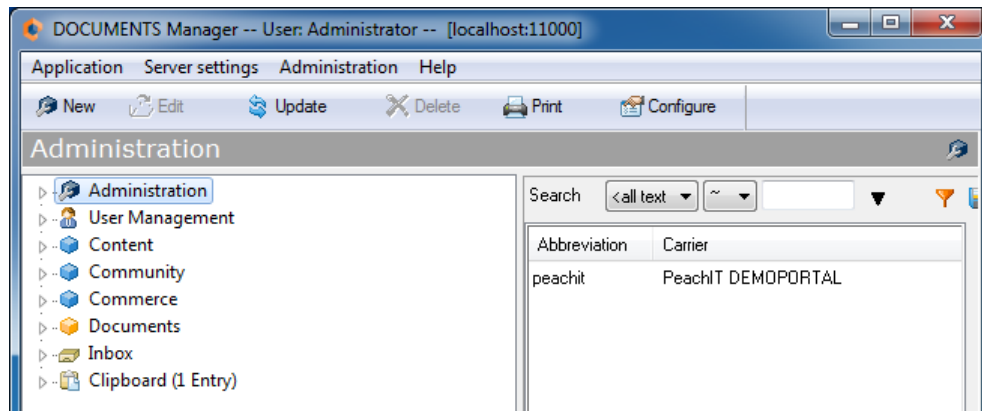 DOCUMENTS Manager -- User: Administrator -- [localhost:11000]
Application Server settings Administration Help
New Edit Update Delete Print Configure
Administration
Administration
User Management
Content
Community
Commerce
Documents
Inbox
Clipboard (1 Entry)
Search <all text ~
Abbreviation Carrier
peachit PeachIT DEMOPORTAL